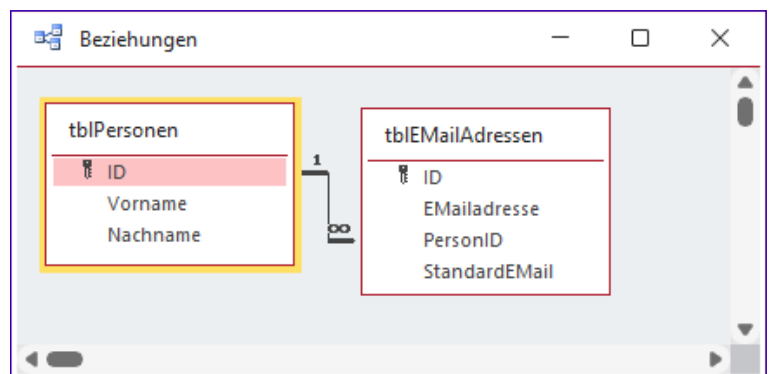 Beziehungen
tblPersonen
ID
Vorname
Nachname
1
∞
tblEMailAdressen
ID
EMailadresse
PersonID
StandardEMail